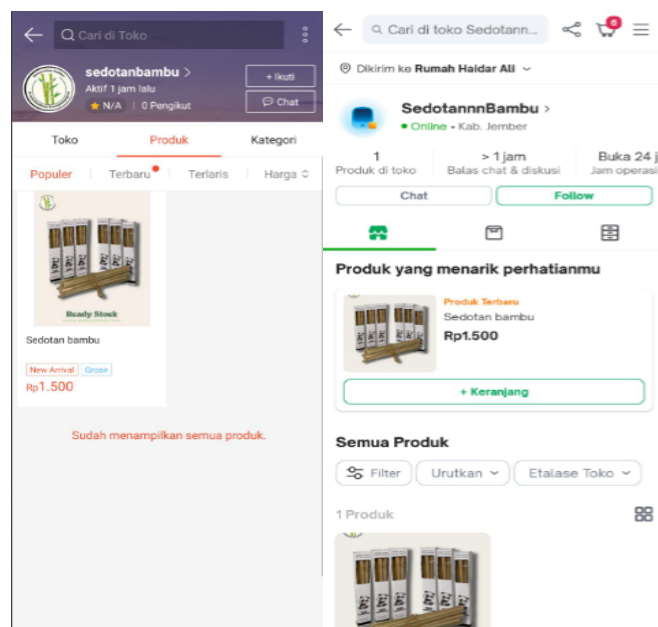 Cari di Toko
sedotanbambu >
Aktif 1 jam lalu
N/A | 0 Pengikut
+ Ikuti
Chat
Toko
Produk
Kategori
Populer
Terbaru
Terlaris
Harga
Ready Stock
Sedotan bambu
New Arrival
Grosir
Rp1.500
Sudah menampilkan semua produk.
Cari di toko Sedotann...
Dikirim ke Rumah Haidar Ali
SedotannnBambu >
Online • Kab. Jember
1
Produk di toko
> 1 jam
Balas chat & diskusi
Buka 24 j
Jam operasi
Chat
Follow
Produk yang menarik perhatianmu
Produk Terbaru
Sedotan bambu
Rp1.500
+ Keranjang
Semua Produk
Filter
Urutkan
Etalase Toko
1 Produk